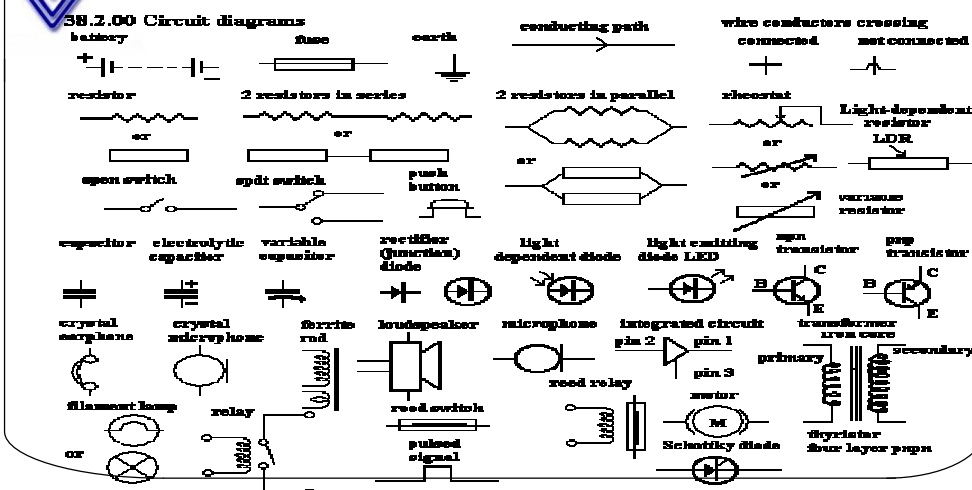 38.2.00 Circuit diagrams
battery
fuse
earth
conducting path
wire conductors crossing
connected
not connected
+
resistor
2 resistors in series
2 resistors in parallel
rheostat
Light-dependent
resistor
LDR
or
or
or
or
or
spst switch
spdt switch
push
button
various
resistor
capacitor
electrolytic
capacitor
variable
capacitor
rectifier
(junction)
diode
light
dependent diode
light emitting
diode LED
npn
transistor
pnp
transistor
+
B
C
E
B
C
E
crystal
earphone
crystal
microphone
ferrite
rod
loudspeaker
microphone
integrated circuit
pin 2
pin 1
pin 3
transformer
iron core
primary
secondary
filament lamp
or
relay
reed switch
pulsed
signal
reed relay
motor
M
Schottky diode
thyristor
four layer pnpn